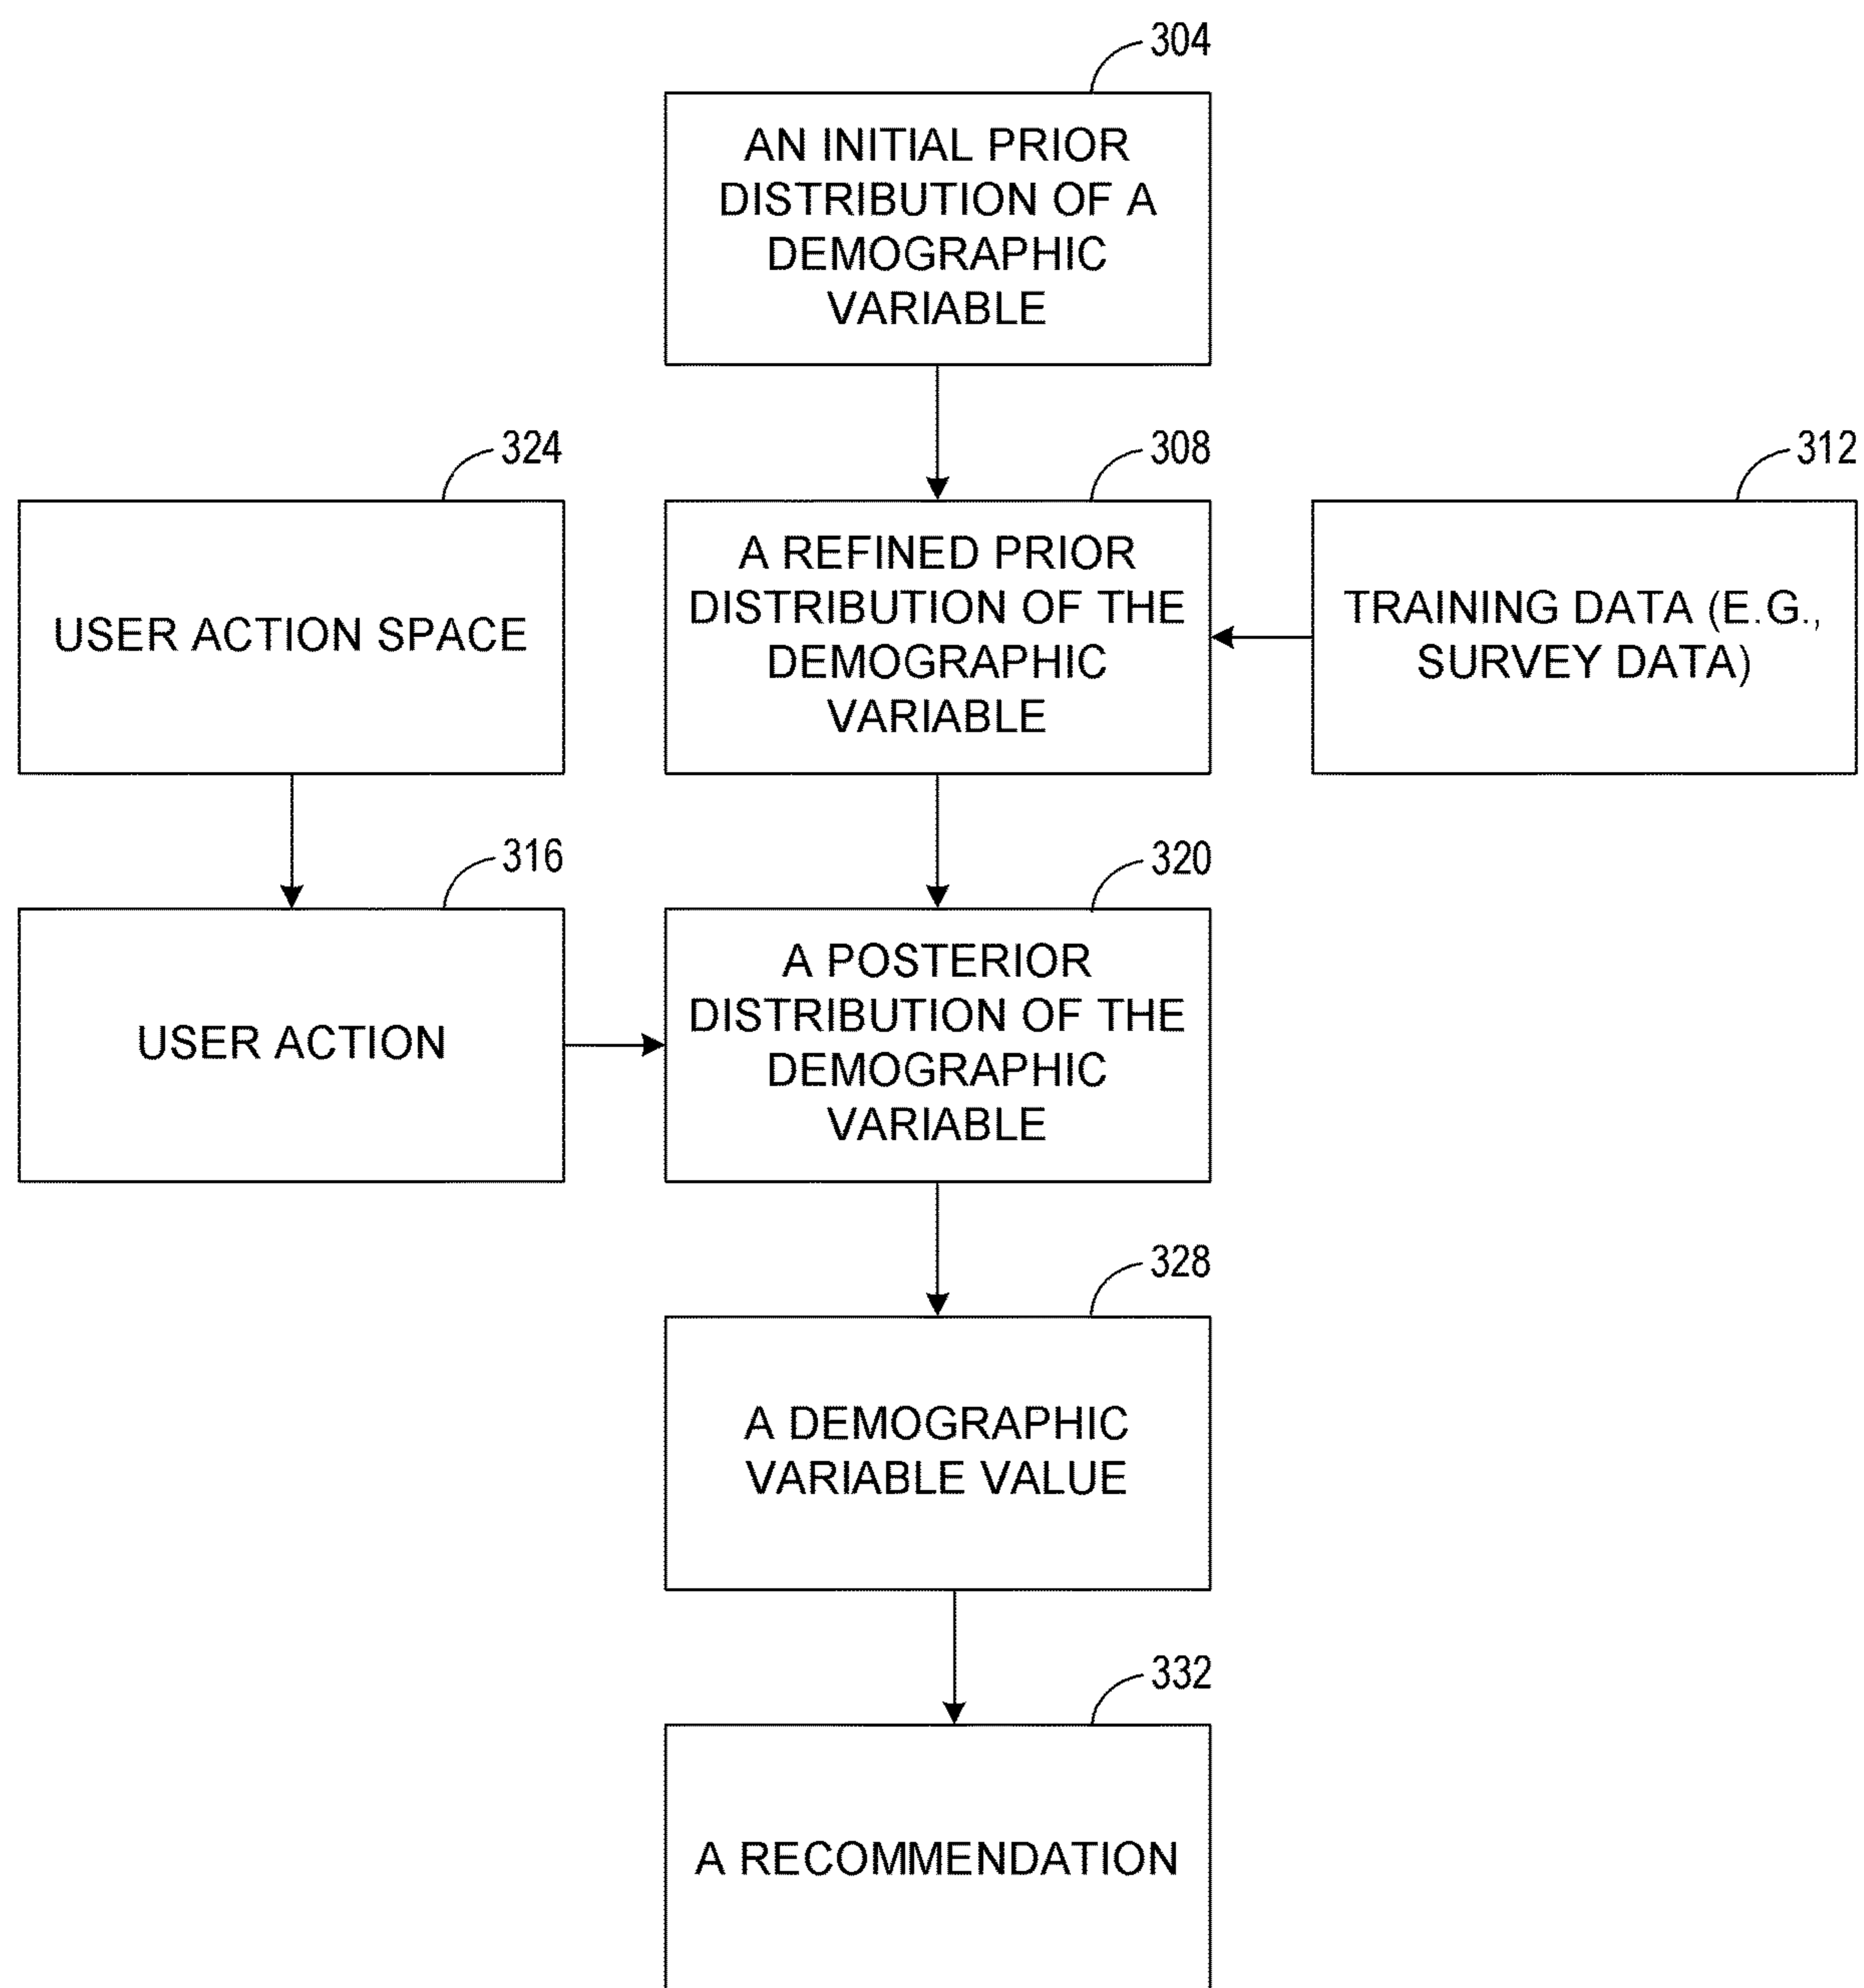 304
AN INITIAL PRIOR
DISTRIBUTION OF A
DEMOGRAPHIC
VARIABLE
324
USER ACTION SPACE
308
A REFINED PRIOR
DISTRIBUTION OF THE
DEMOGRAPHIC
VARIABLE
312
TRAINING DATA (E.G.,
SURVEY DATA)
316
USER ACTION
320
A POSTERIOR
DISTRIBUTION OF THE
DEMOGRAPHIC
VARIABLE
328
A DEMOGRAPHIC
VARIABLE VALUE
332
A RECOMMENDATION